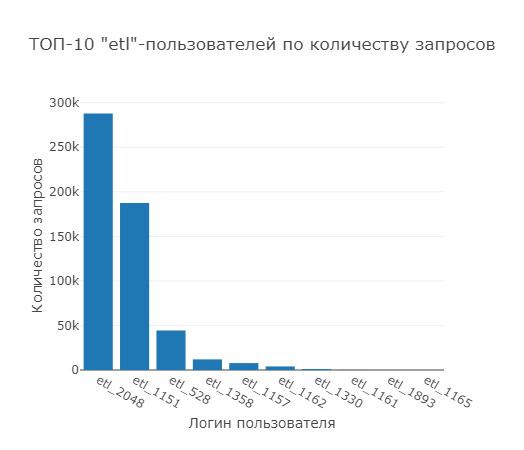 ТОП-10 "etl"-пользователей по количеству запросов
300k
250k
200k
150k
100k
50k
0
Количество запросов
etl_2048
etl_1151
etl_528
etl_1358
etl_1157
etl_1162
etl_1330
etl_1161
etl_1893
etl_1165
Логин пользователя